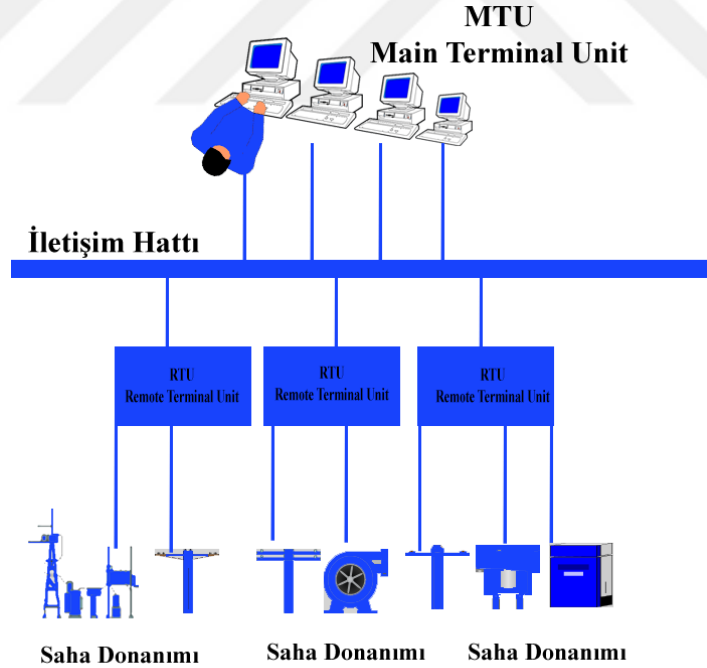 MTU
Main Terminal Unit
İletişim Hattı
RTU
Remote Terminal Unit
RTU
Remote Terminal Unit
RTU
Remote Terminal Unit
Saha Donanımı
Saha Donanımı
Saha Donanımı